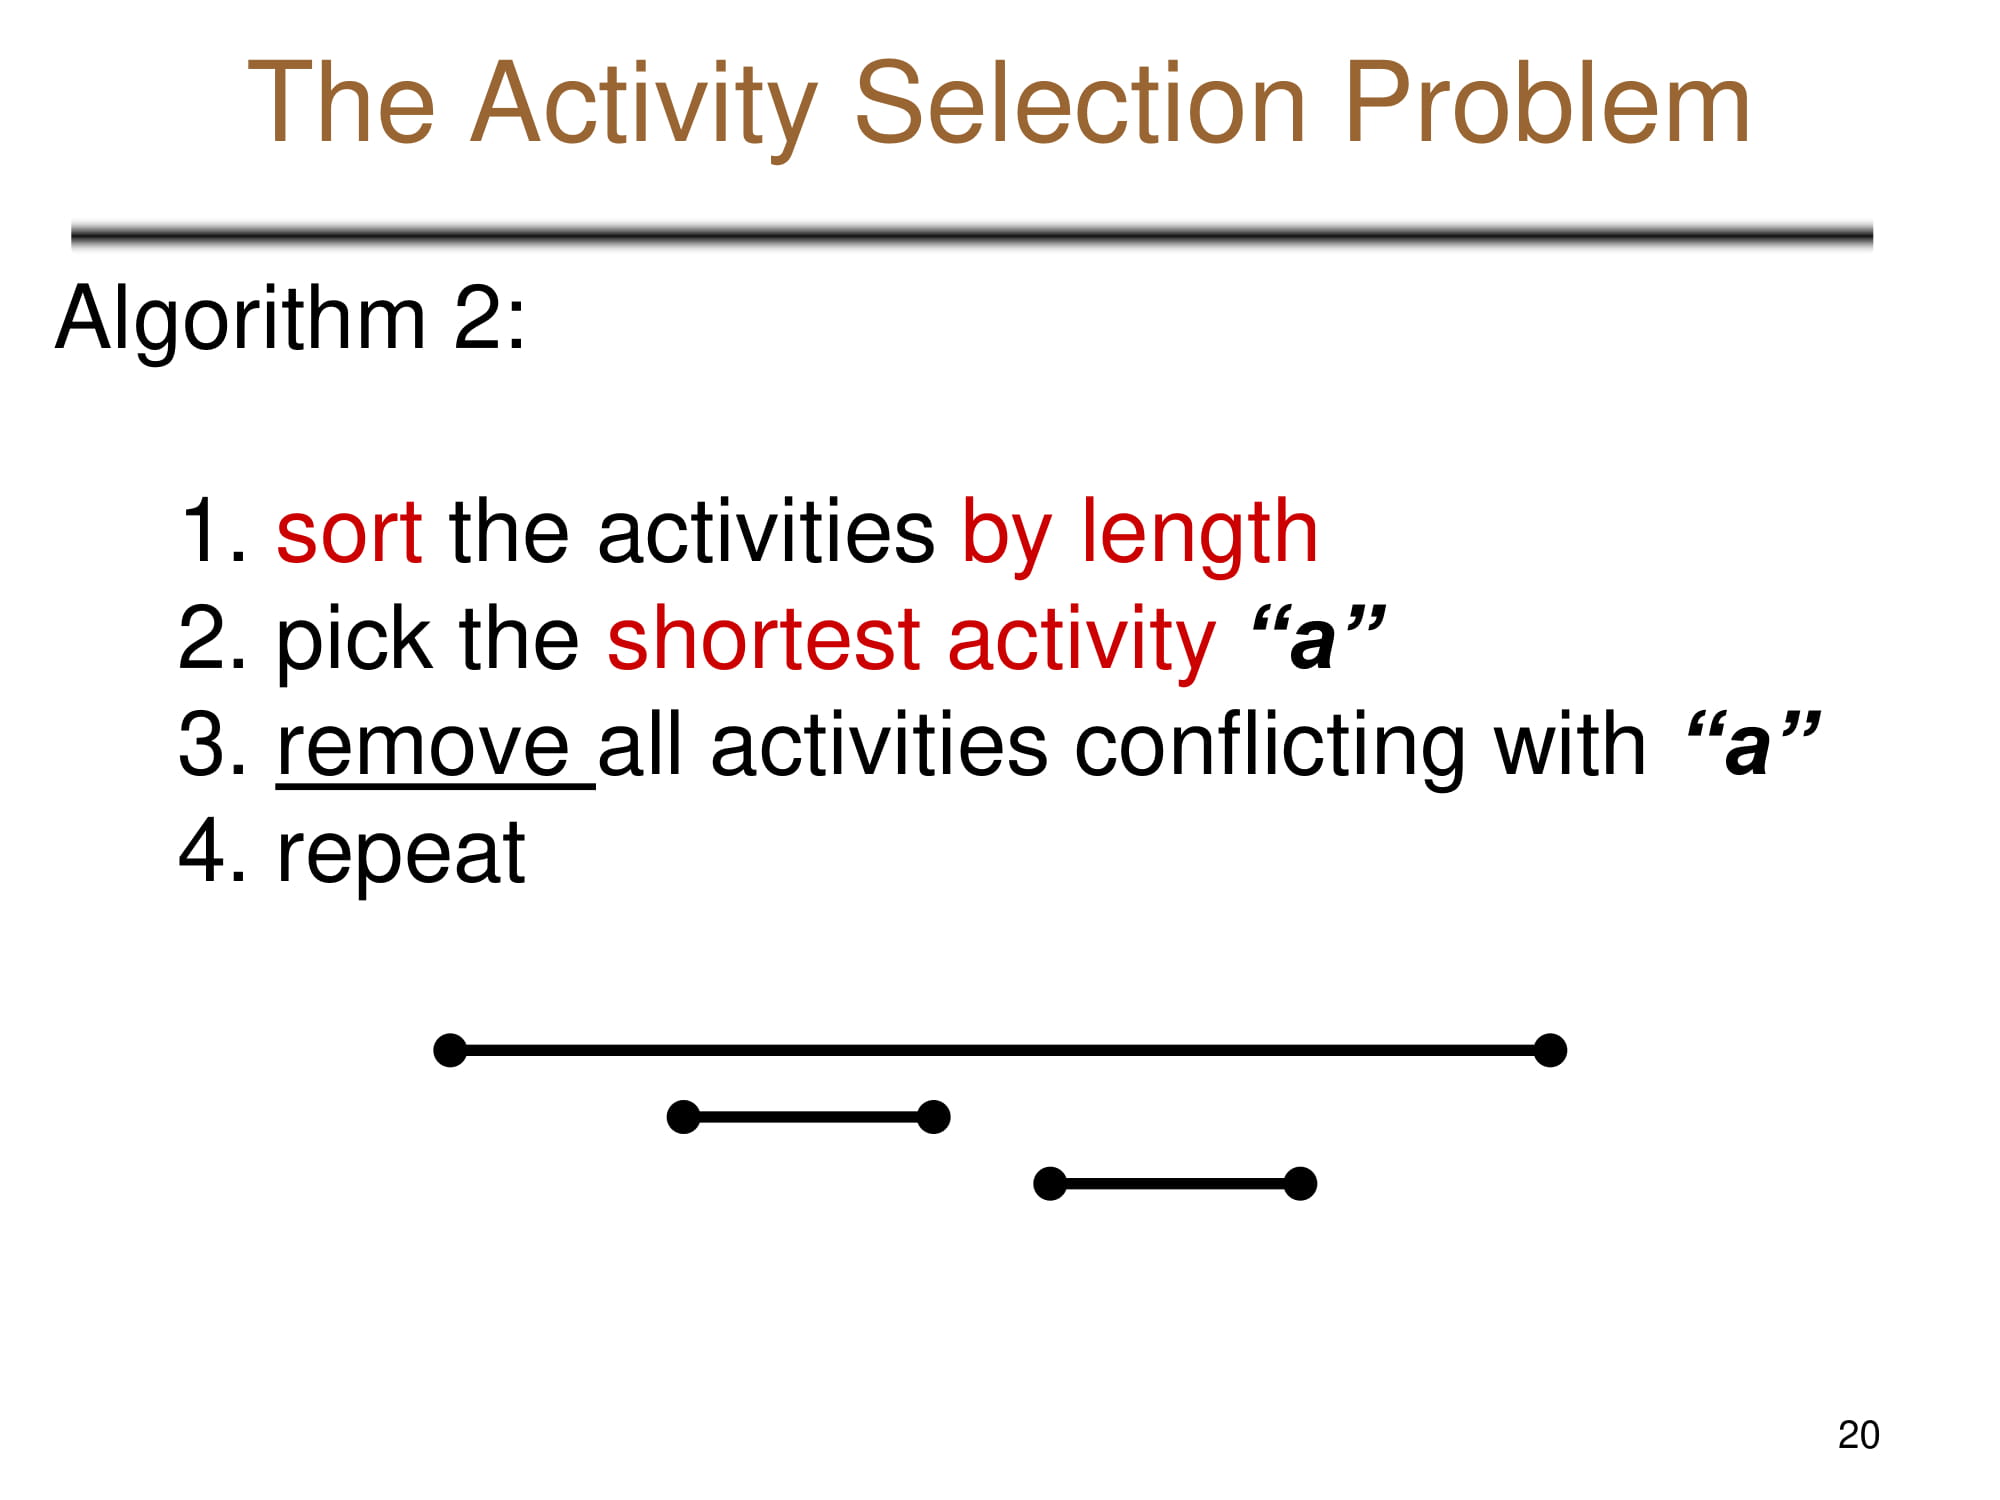 The Activity Selection Problem
Algorithm 2:
1. sort the activities by length
2. pick the shortest activity “a”
3. remove all activities conflicting with “a”
4. repeat
20